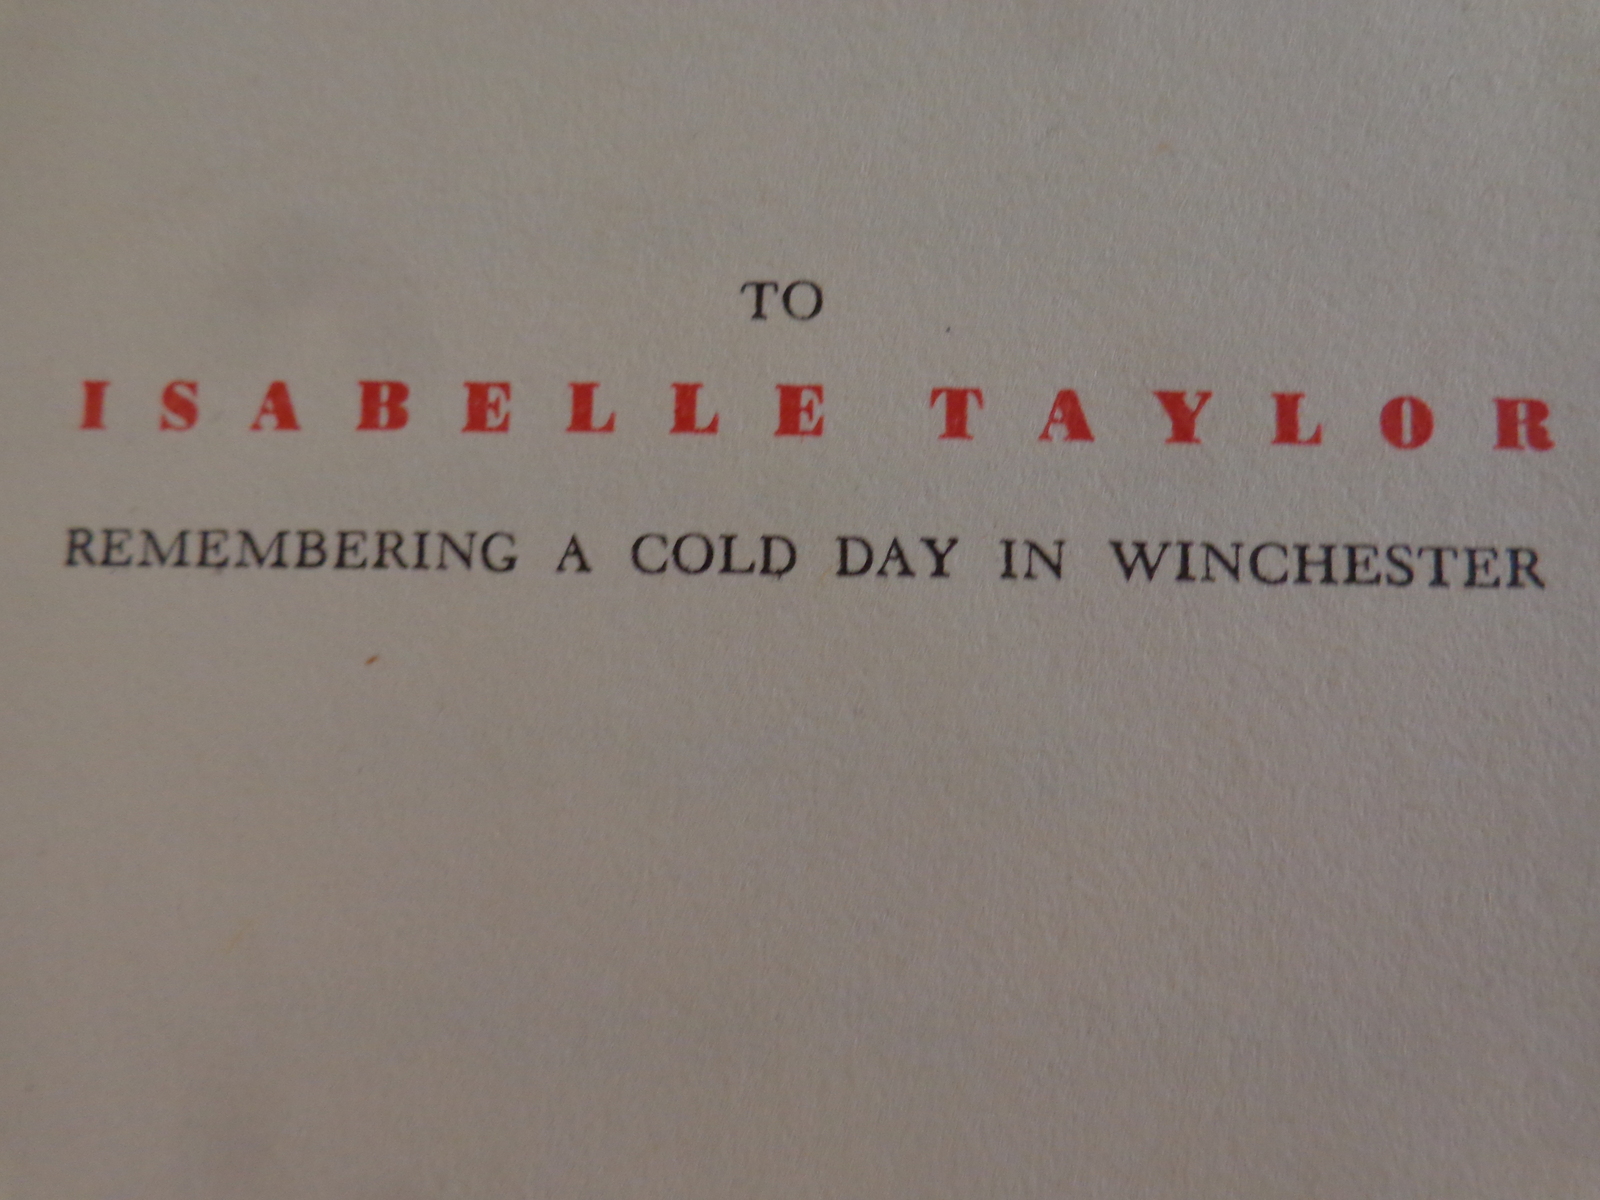 TO
ISABELLE TAYLOR
REMEMBERING A COLD DAY IN WINCHESTER